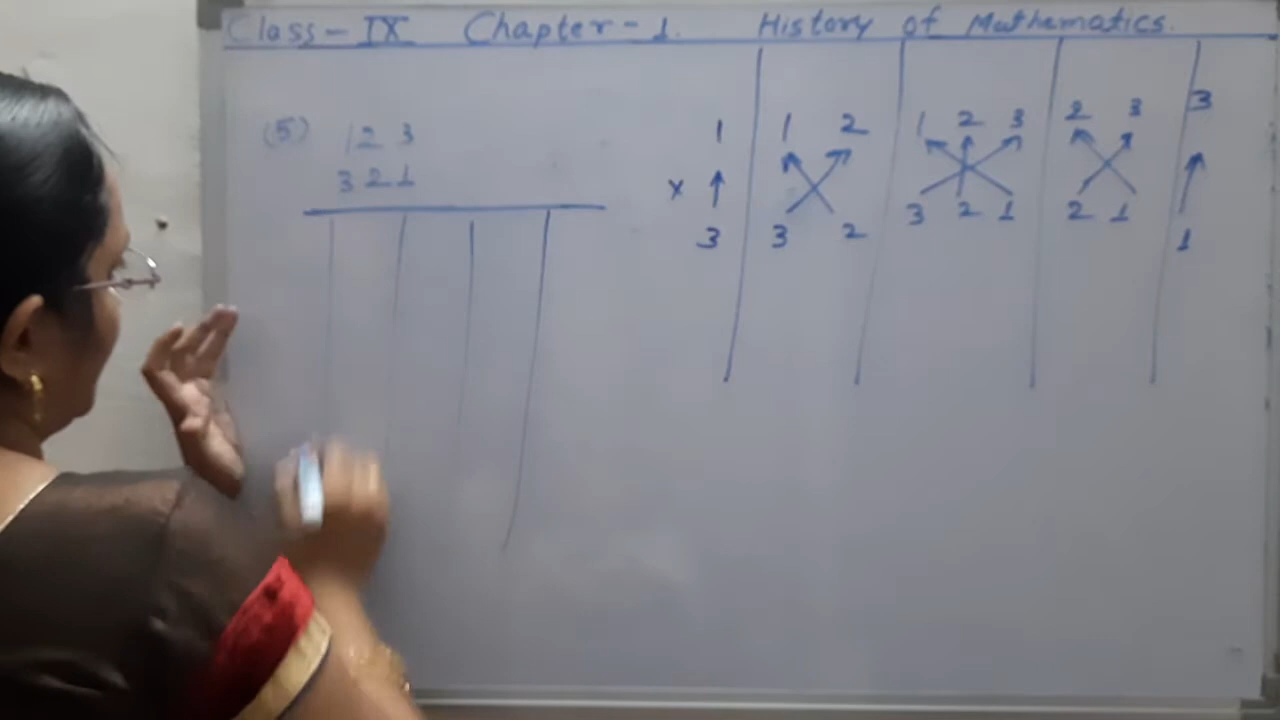 Class-IX Chapter-1. History of Mathematics.
(5) 123
321
1 1 2 1 2 3 2 3 3
x
3 3 2 3 2 1 2 1 1